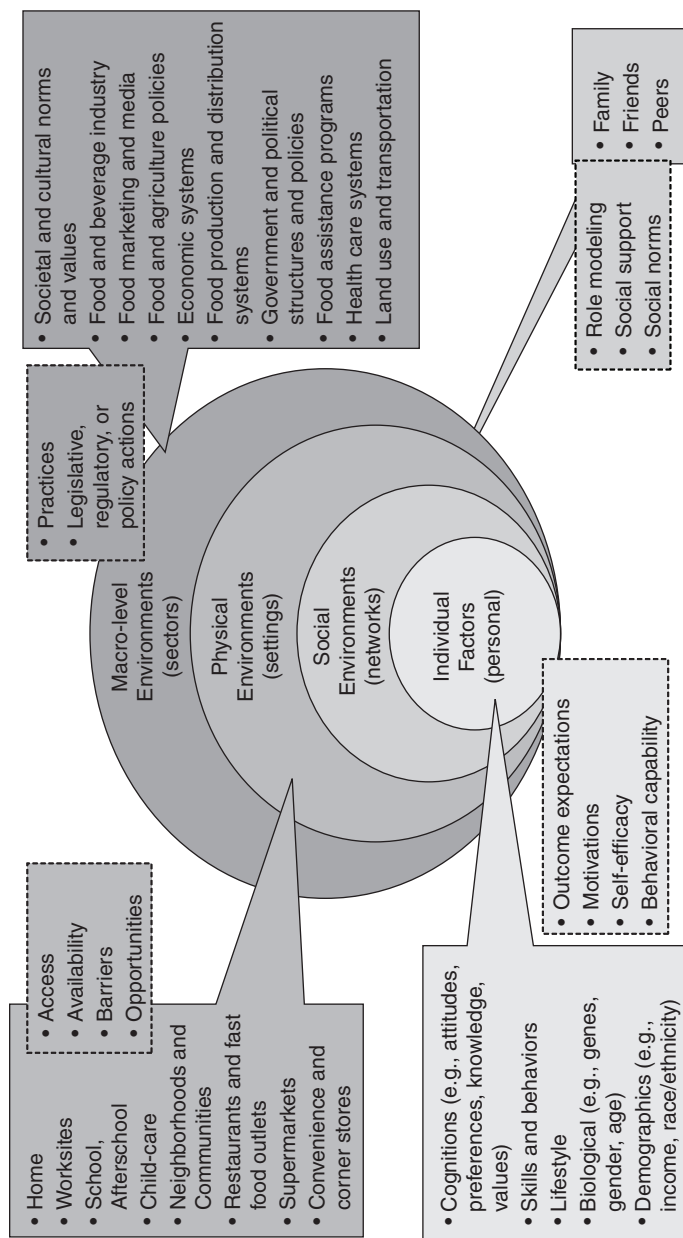 • Home
• Worksites
• School,
Afterschool
• Child-care
• Neighborhoods and
Communities
• Restaurants and fast
food outlets
• Supermarkets
• Convenience and
corner stores
• Access
• Availability
• Barriers
• Opportunities
Macro-level
Environments
(sectors)
Physical
Environments
(settings)
Social
Environments
(networks)
Individual
Factors
(personal)
• Practices
• Legislative,
regulatory, or
policy actions
• Societal and cultural norms
and values
• Food and beverage industry
• Food marketing and media
• Food and agriculture policies
• Economic systems
• Food production and distribution
systems
• Government and political
structures and policies
• Food assistance programs
• Health care systems
• Land use and transportation
• Cognitions (e.g., attitudes,
preferences, knowledge,
values)
• Skills and behaviors
• Lifestyle
• Biological (e.g., genes,
gender, age)
• Demographics (e.g.,
income, race/ethnicity)
• Outcome expectations
• Motivations
• Self-efficacy
• Behavioral capability
• Role modeling
• Social support
• Social norms
• Family
• Friends
• Peers